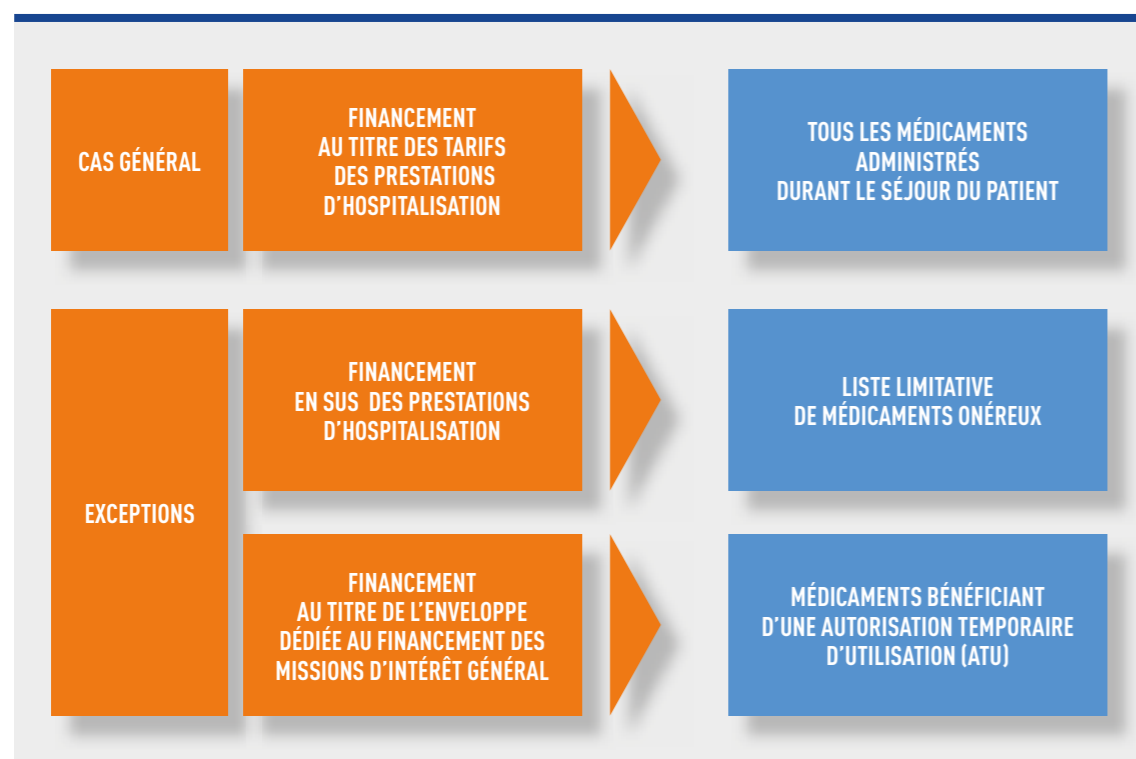 CAS GÉNÉRAL
FINANCEMENT
AU TITRE DES TARIFS
DES PRESTATIONS
D'HOSPITALISATION
TOUS LES MÉDICAMENTS
ADMINISTRÉS
DURANT LE SÉJOUR DU PATIENT
EXCEPTIONS
FINANCEMENT
EN SUS DES PRESTATIONS
D'HOSPITALISATION
LISTE LIMITATIVE
DE MÉDICAMENTS ONÉREUX
FINANCEMENT
AU TITRE DE L'ENVELOPPE
DÉDIÉE AU FINANCEMENT DES
MISSIONS D'INTÉRÊT GÉNÉRAL
MÉDICAMENTS BÉNÉFICIANT
D'UNE AUTORISATION TEMPORAIRE
D'UTILISATION (ATU)